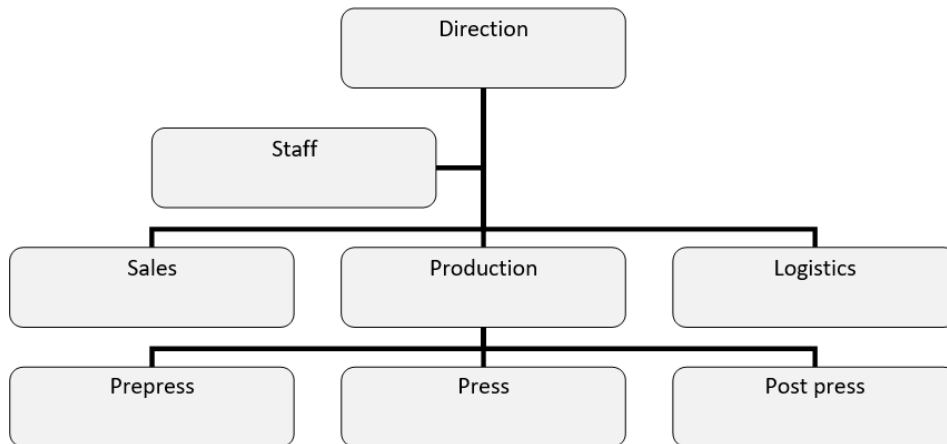 Direction
Staff
Sales
Production
Logistics
Prepress
Press
Post press